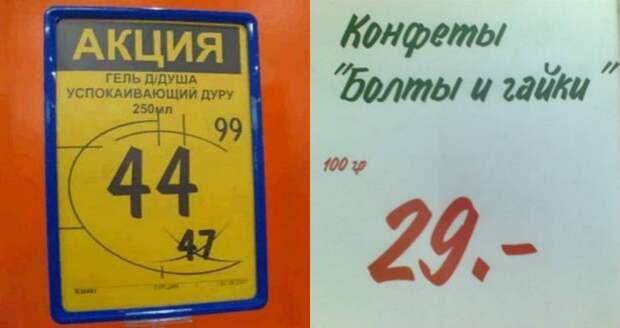 АКЦИЯ
ГЕЛЬ Д/ДУША
УСПОКАИВАЮЩИЙ ДУРУ
250мл
99
44
47
Конфеты
"Болты и гайки"
100 гр
29.-